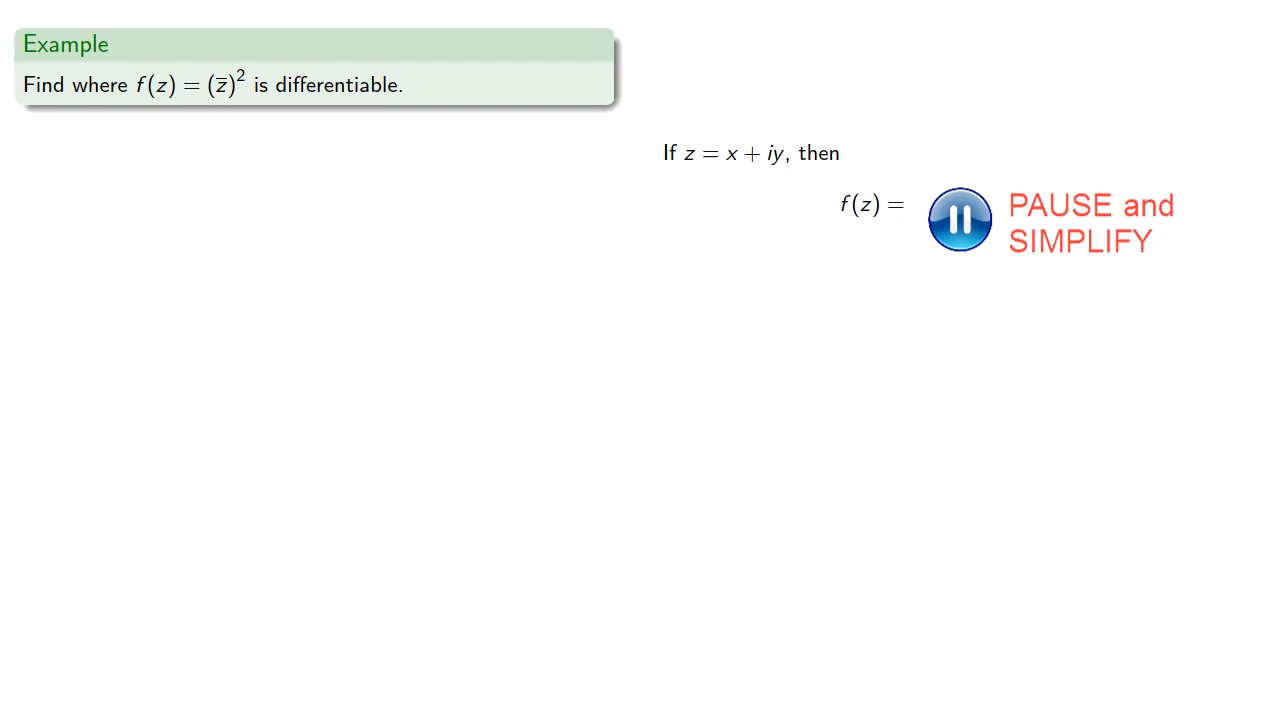 Example
Find where f(z) = (z̅)² is differentiable.
If z = x + iy, then
f(z) =
PAUSE and
SIMPLIFY